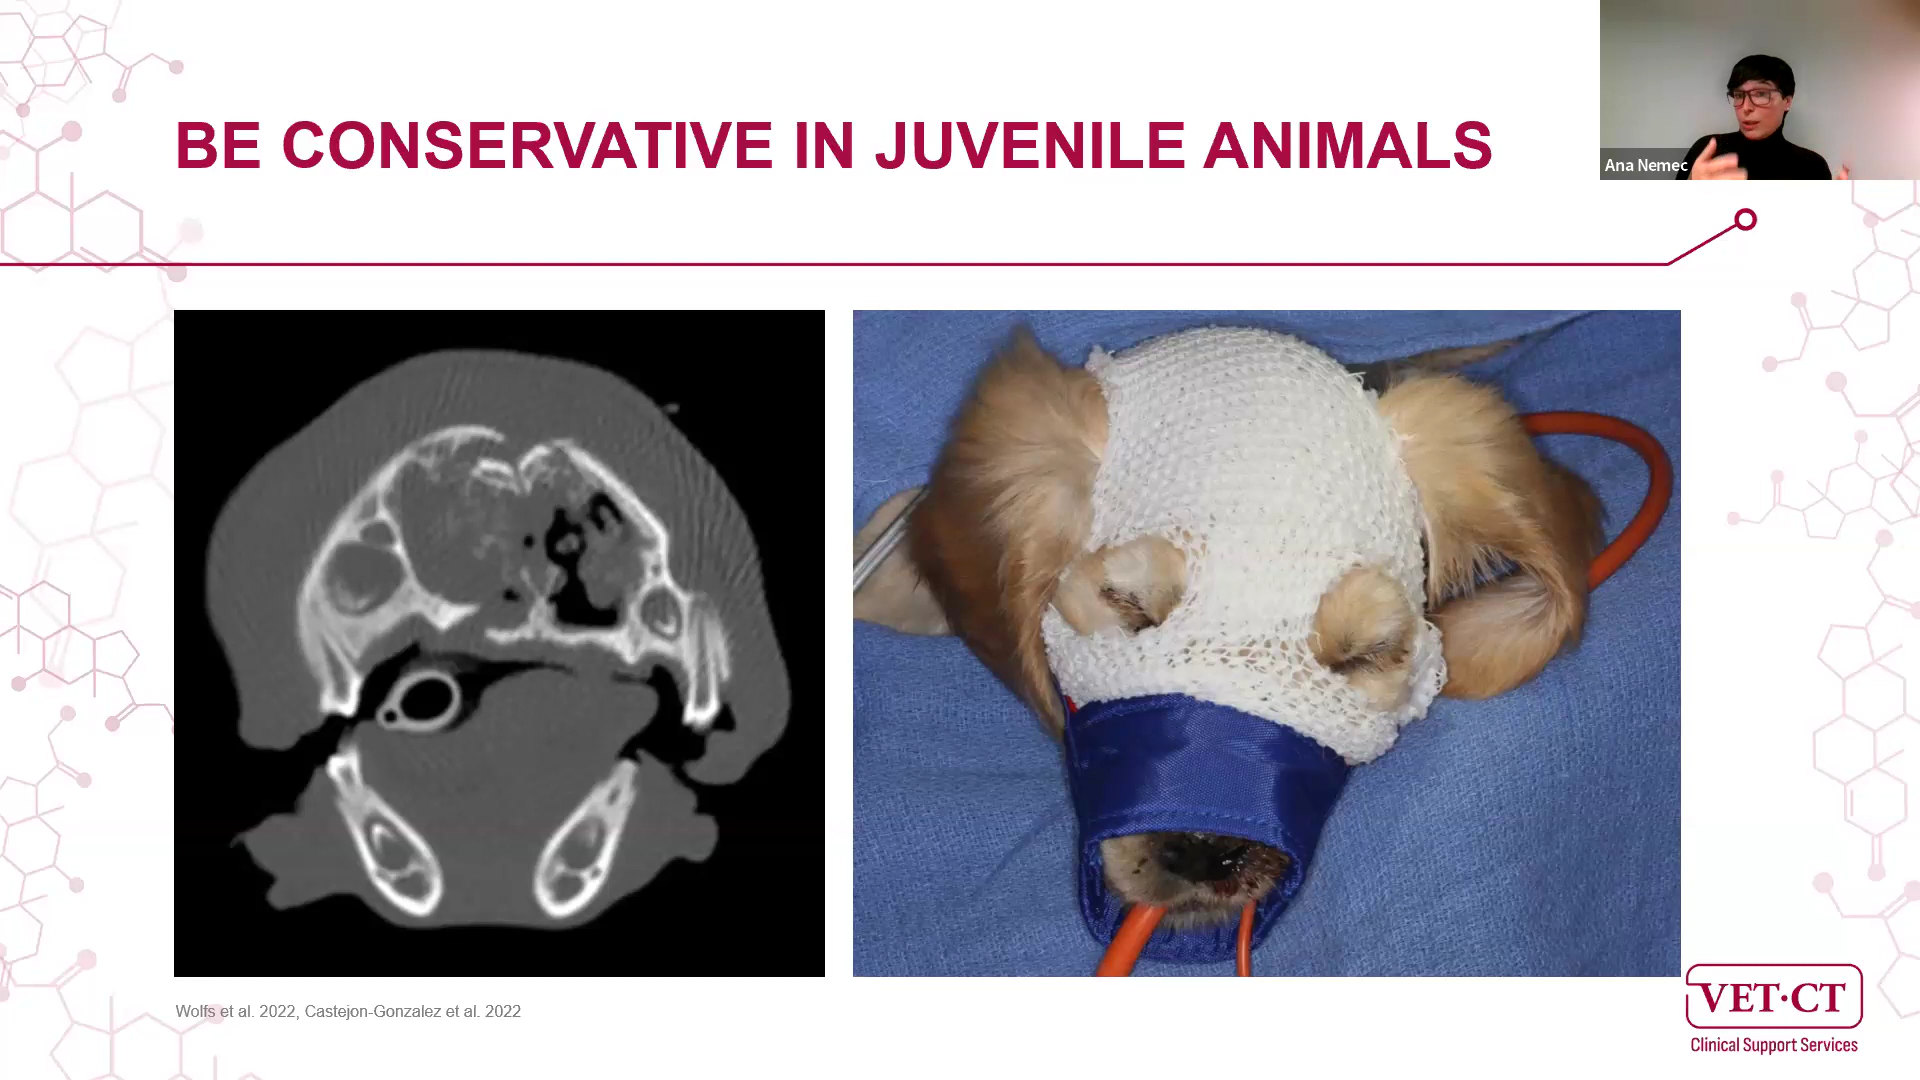 BE CONSERVATIVE IN JUVENILE ANIMALS
Ana Nemec
Wolfs et al. 2022, Castejon-Gonzalez et al. 2022
VET·CT
Clinical Support Services